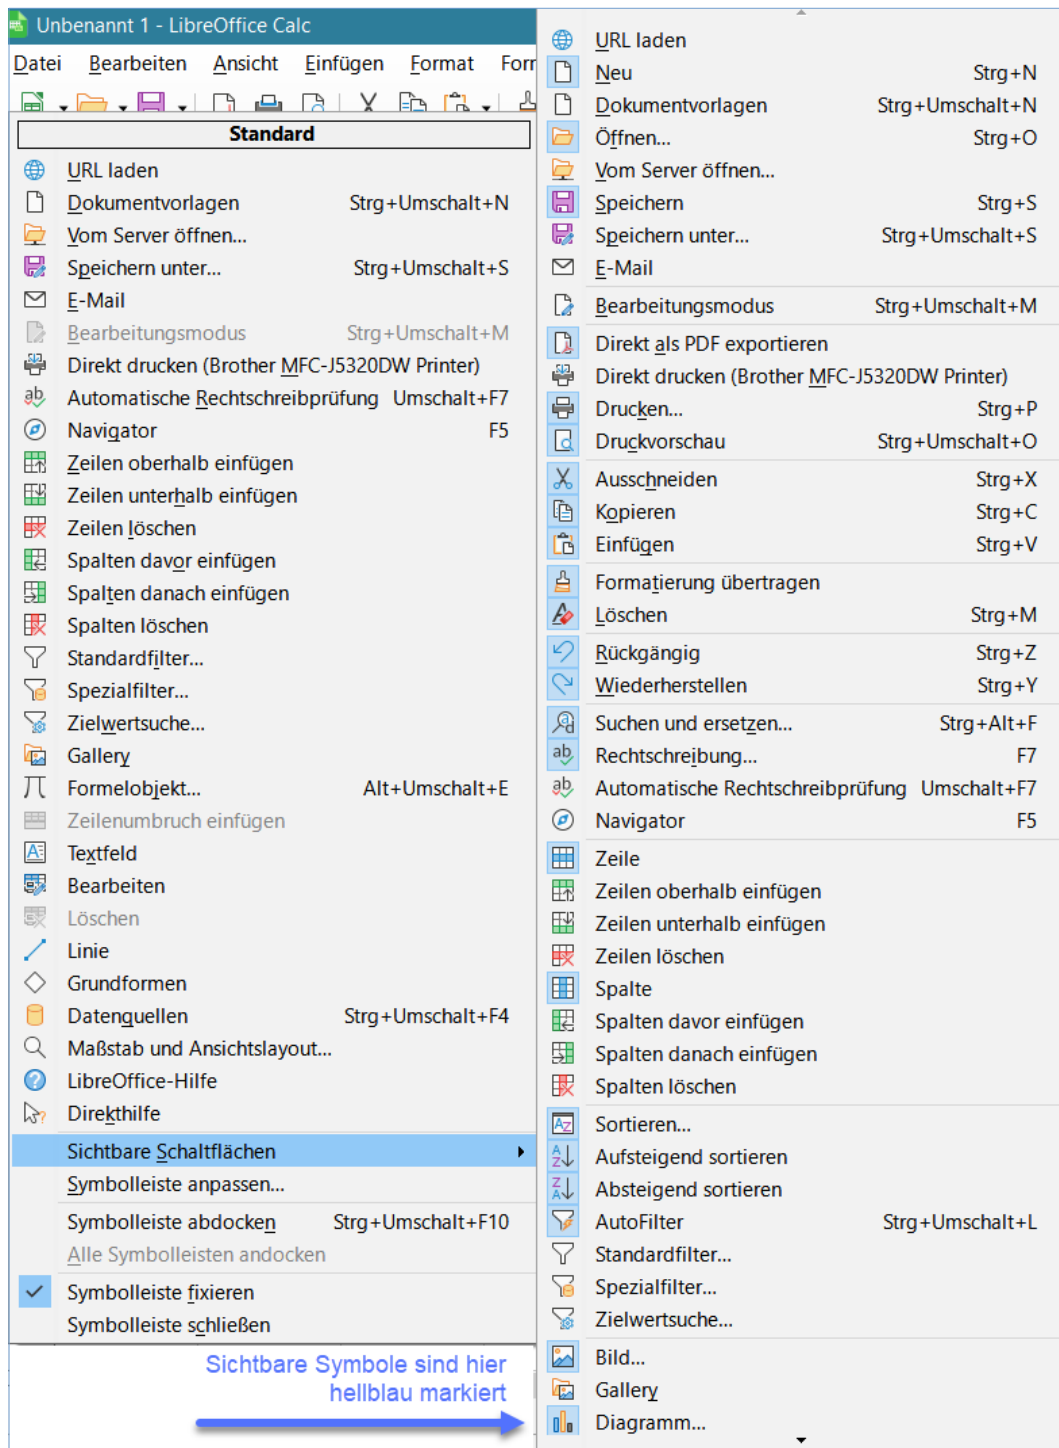 Unbenannt 1 - LibreOffice Calc
Datei Bearbeiten Ansicht Einfügen Format
Standard
URL laden
Dokumentvorlagen Strg+Umschalt+N
Vom Server öffnen...
Speichern unter... Strg+Umschalt+S
E-Mail
Bearbeitungsmodus Strg+Umschalt+M
Direkt drucken (Brother MFC-J5320DW Printer)
Automatische Rechtschreibprüfung Umschalt+F7
Navigator F5
Zeilen oberhalb einfügen
Zeilen unterhalb einfügen
Zeilen löschen
Spalten davor einfügen
Spalten danach einfügen
Spalten löschen
Standardfilter...
Spezialfilter...
Zielwertsuche...
Gallery
Formelobjekt... Alt+Umschalt+E
Zeilenumbruch einfügen
Textfeld
Bearbeiten
Löschen
Linie
Grundformen
Datenquellen Strg+Umschalt+F4
Maßstab und Ansichtslayout...
LibreOffice-Hilfe
Direkthilfe
Sichtbare Schaltflächen
Symbolleiste anpassen...
Symbolleiste abdocken Strg+Umschalt+F10
Alle Symbolleisten andocken
Symbolleiste fixieren
Symbolleiste schließen
Sichtbare Symbole sind hier
hellblau markiert
URL laden
Neu Strg+N
Dokumentvorlagen Strg+Umschalt+N
Öffnen... Strg+O
Vom Server öffnen...
Speichern Strg+S
Speichern unter... Strg+Umschalt+S
E-Mail
Bearbeitungsmodus Strg+Umschalt+M
Direkt als PDF exportieren
Direkt drucken (Brother MFC-J5320DW Printer)
Drucken... Strg+P
Druckvorschau Strg+Umschalt+O
Ausschneiden Strg+X
Kopieren Strg+C
Einfügen Strg+V
Formatierung übertragen
Löschen Strg+M
Rückgängig Strg+Z
Wiederherstellen Strg+Y
Suchen und ersetzen... Strg+Alt+F
Rechtschreibung... F7
Automatische Rechtschreibprüfung Umschalt+F7
Navigator F5
Zeile
Zeilen oberhalb einfügen
Zeilen unterhalb einfügen
Zeilen löschen
Spalte
Spalten davor einfügen
Spalten danach einfügen
Spalten löschen
Sortieren...
Aufsteigend sortieren
Absteigend sortieren
AutoFilter Strg+Umschalt+L
Standardfilter...
Spezialfilter...
Zielwertsuche...
Bild...
Gallery
Diagramm...